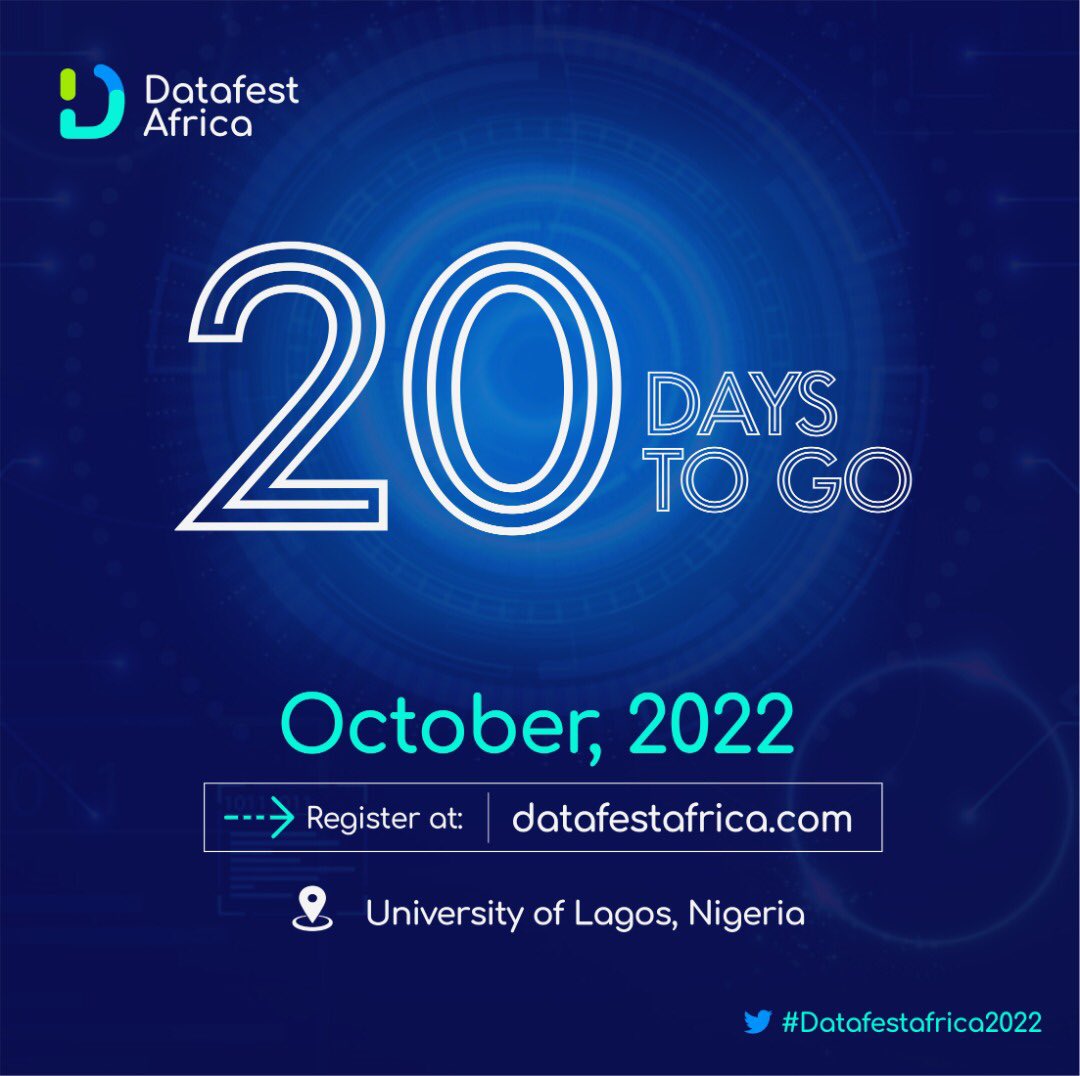 Datafest
Africa
20
DAYS
TO GO
October, 2022
Register at: datafestafrica.com
University of Lagos, Nigeria
#Datafestafrica2022